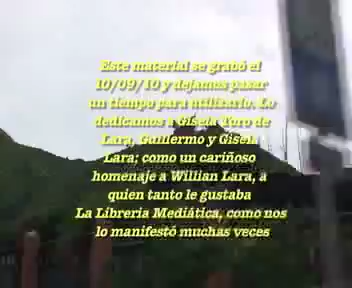 Este material se grabó el
10/09/10 y dejamos pasar
un tiempo para utilizarlo. Lo
dedicamos a Gisela Toro de
Lara, Guillermo y Gisela
Lara; como un cariñoso
homenaje a Willian Lara, a
quien tanto le gustaba
La Libreria Mediática, como nos
lo manifestó muchas veces